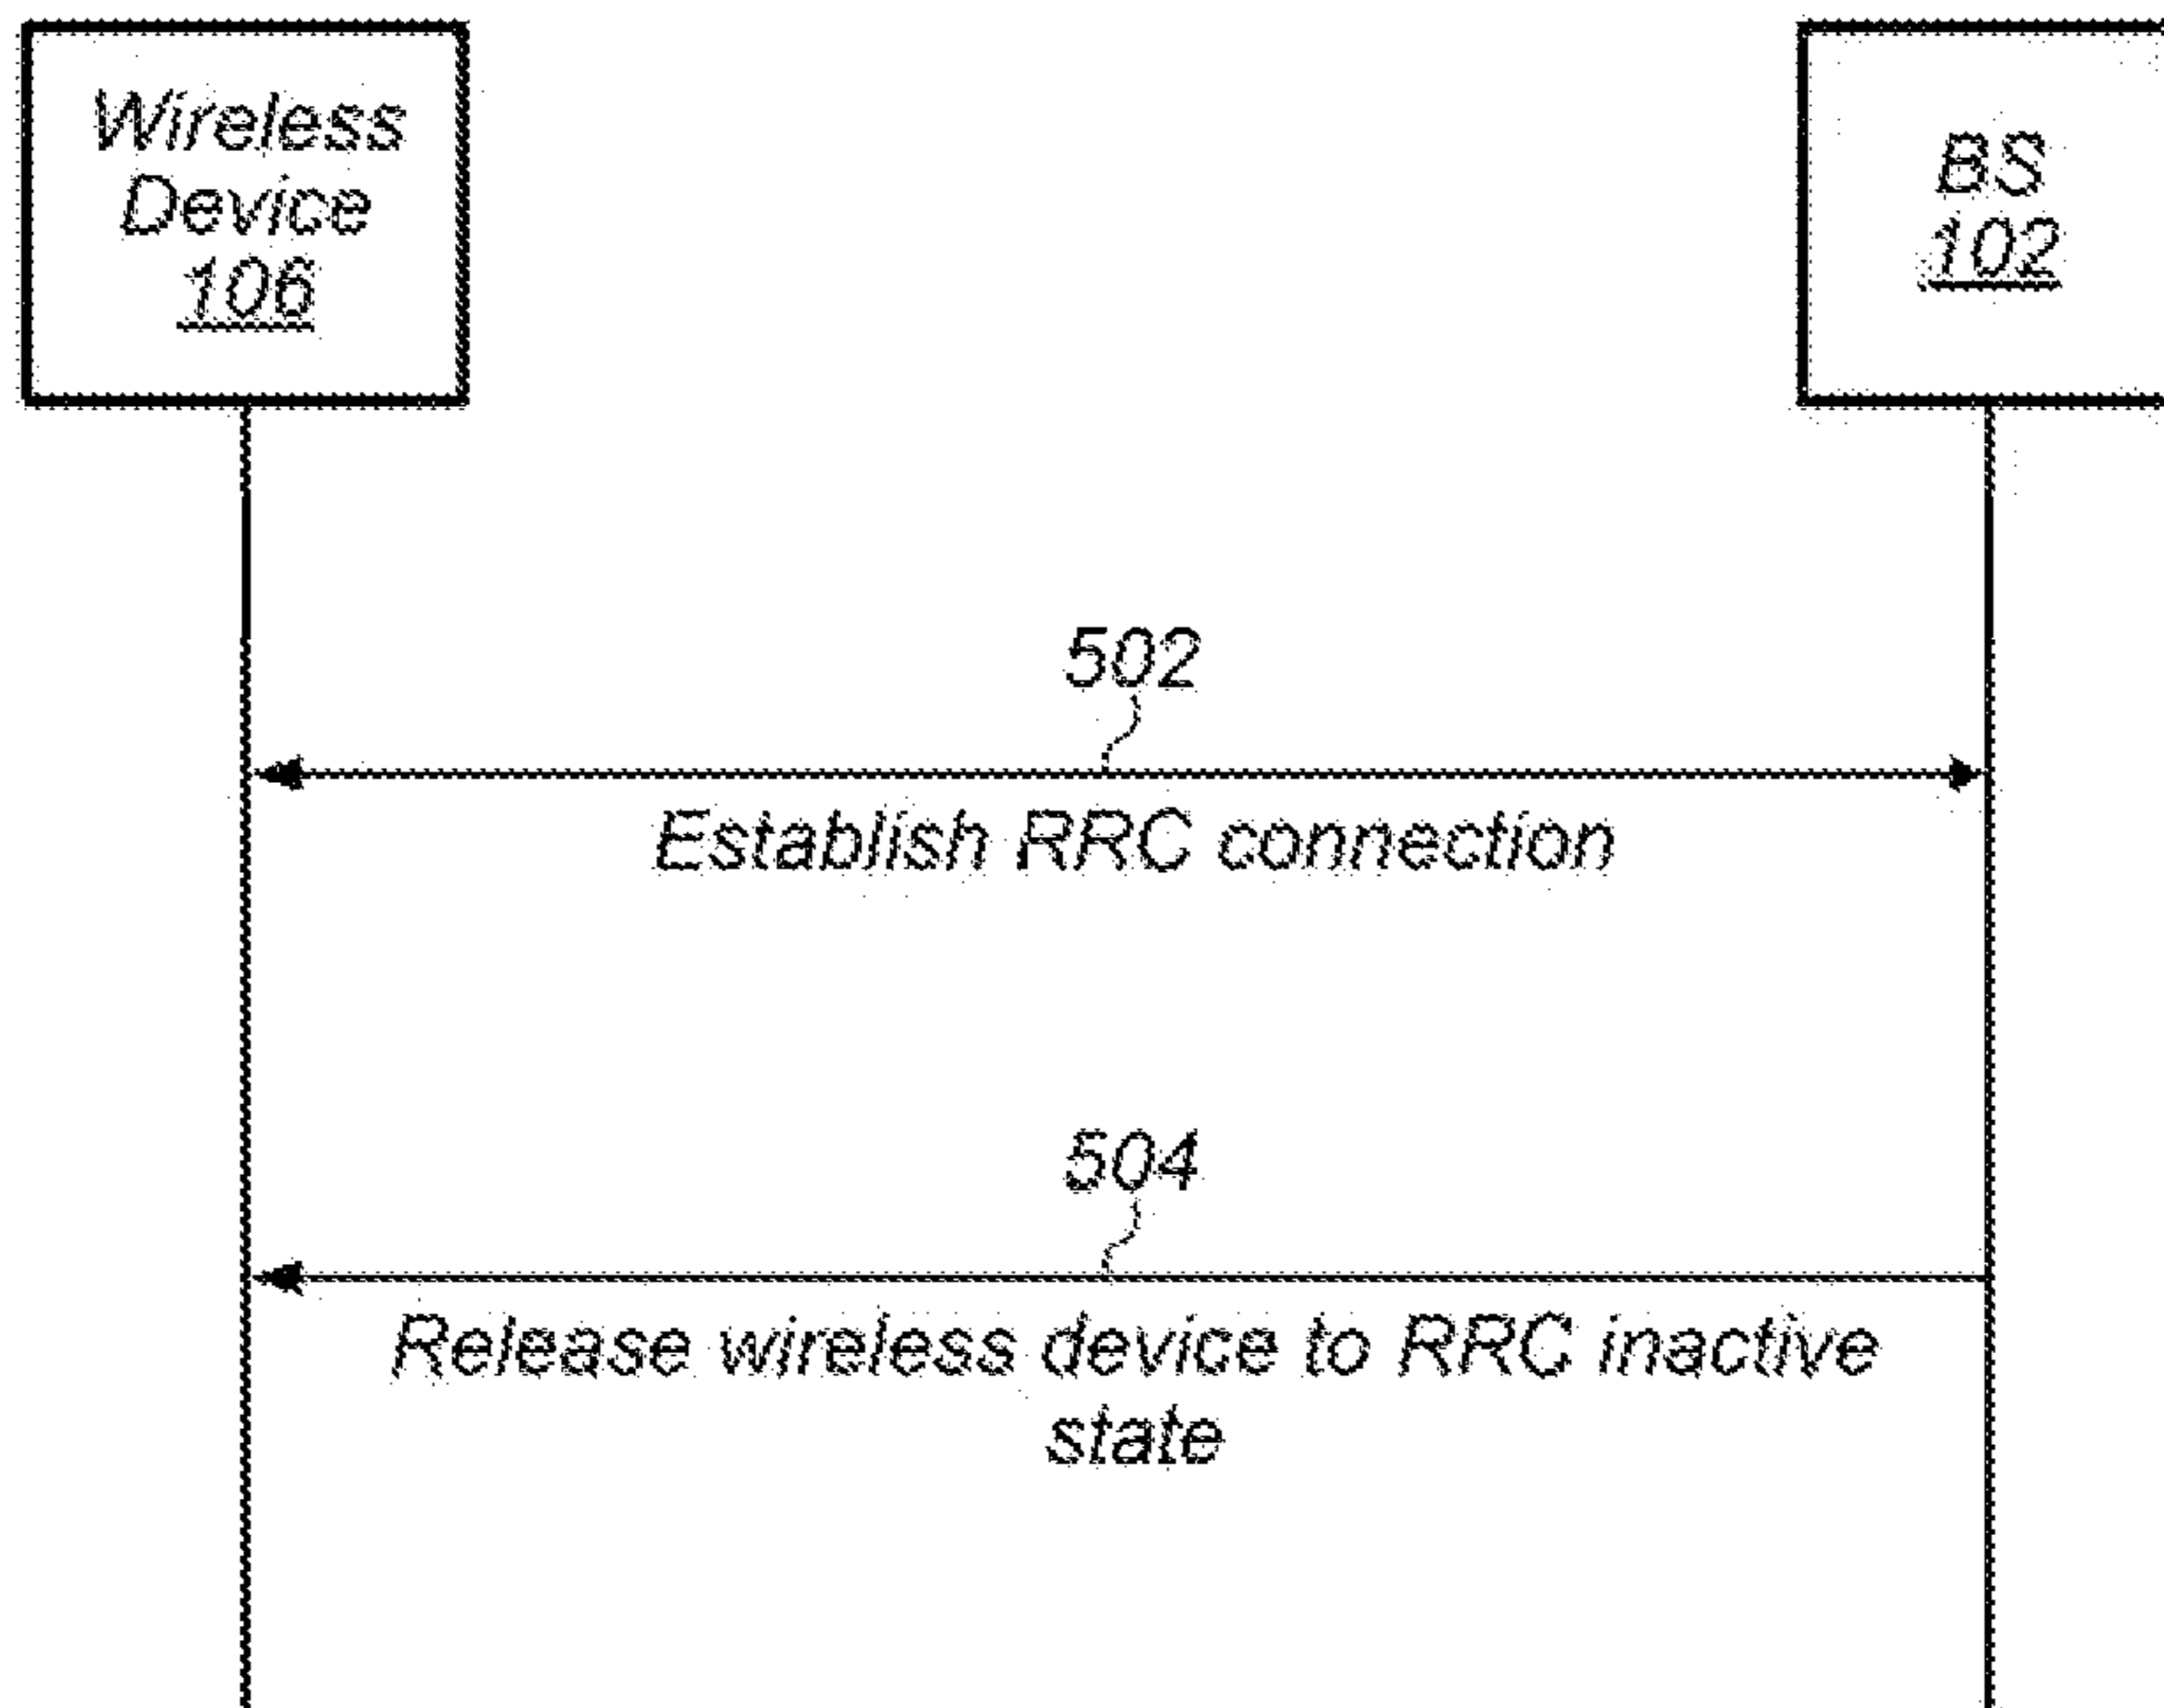 Wireless
Device
106
BS
102
502
Establish RRC connection
504
Release wireless device to RRC inactive
state